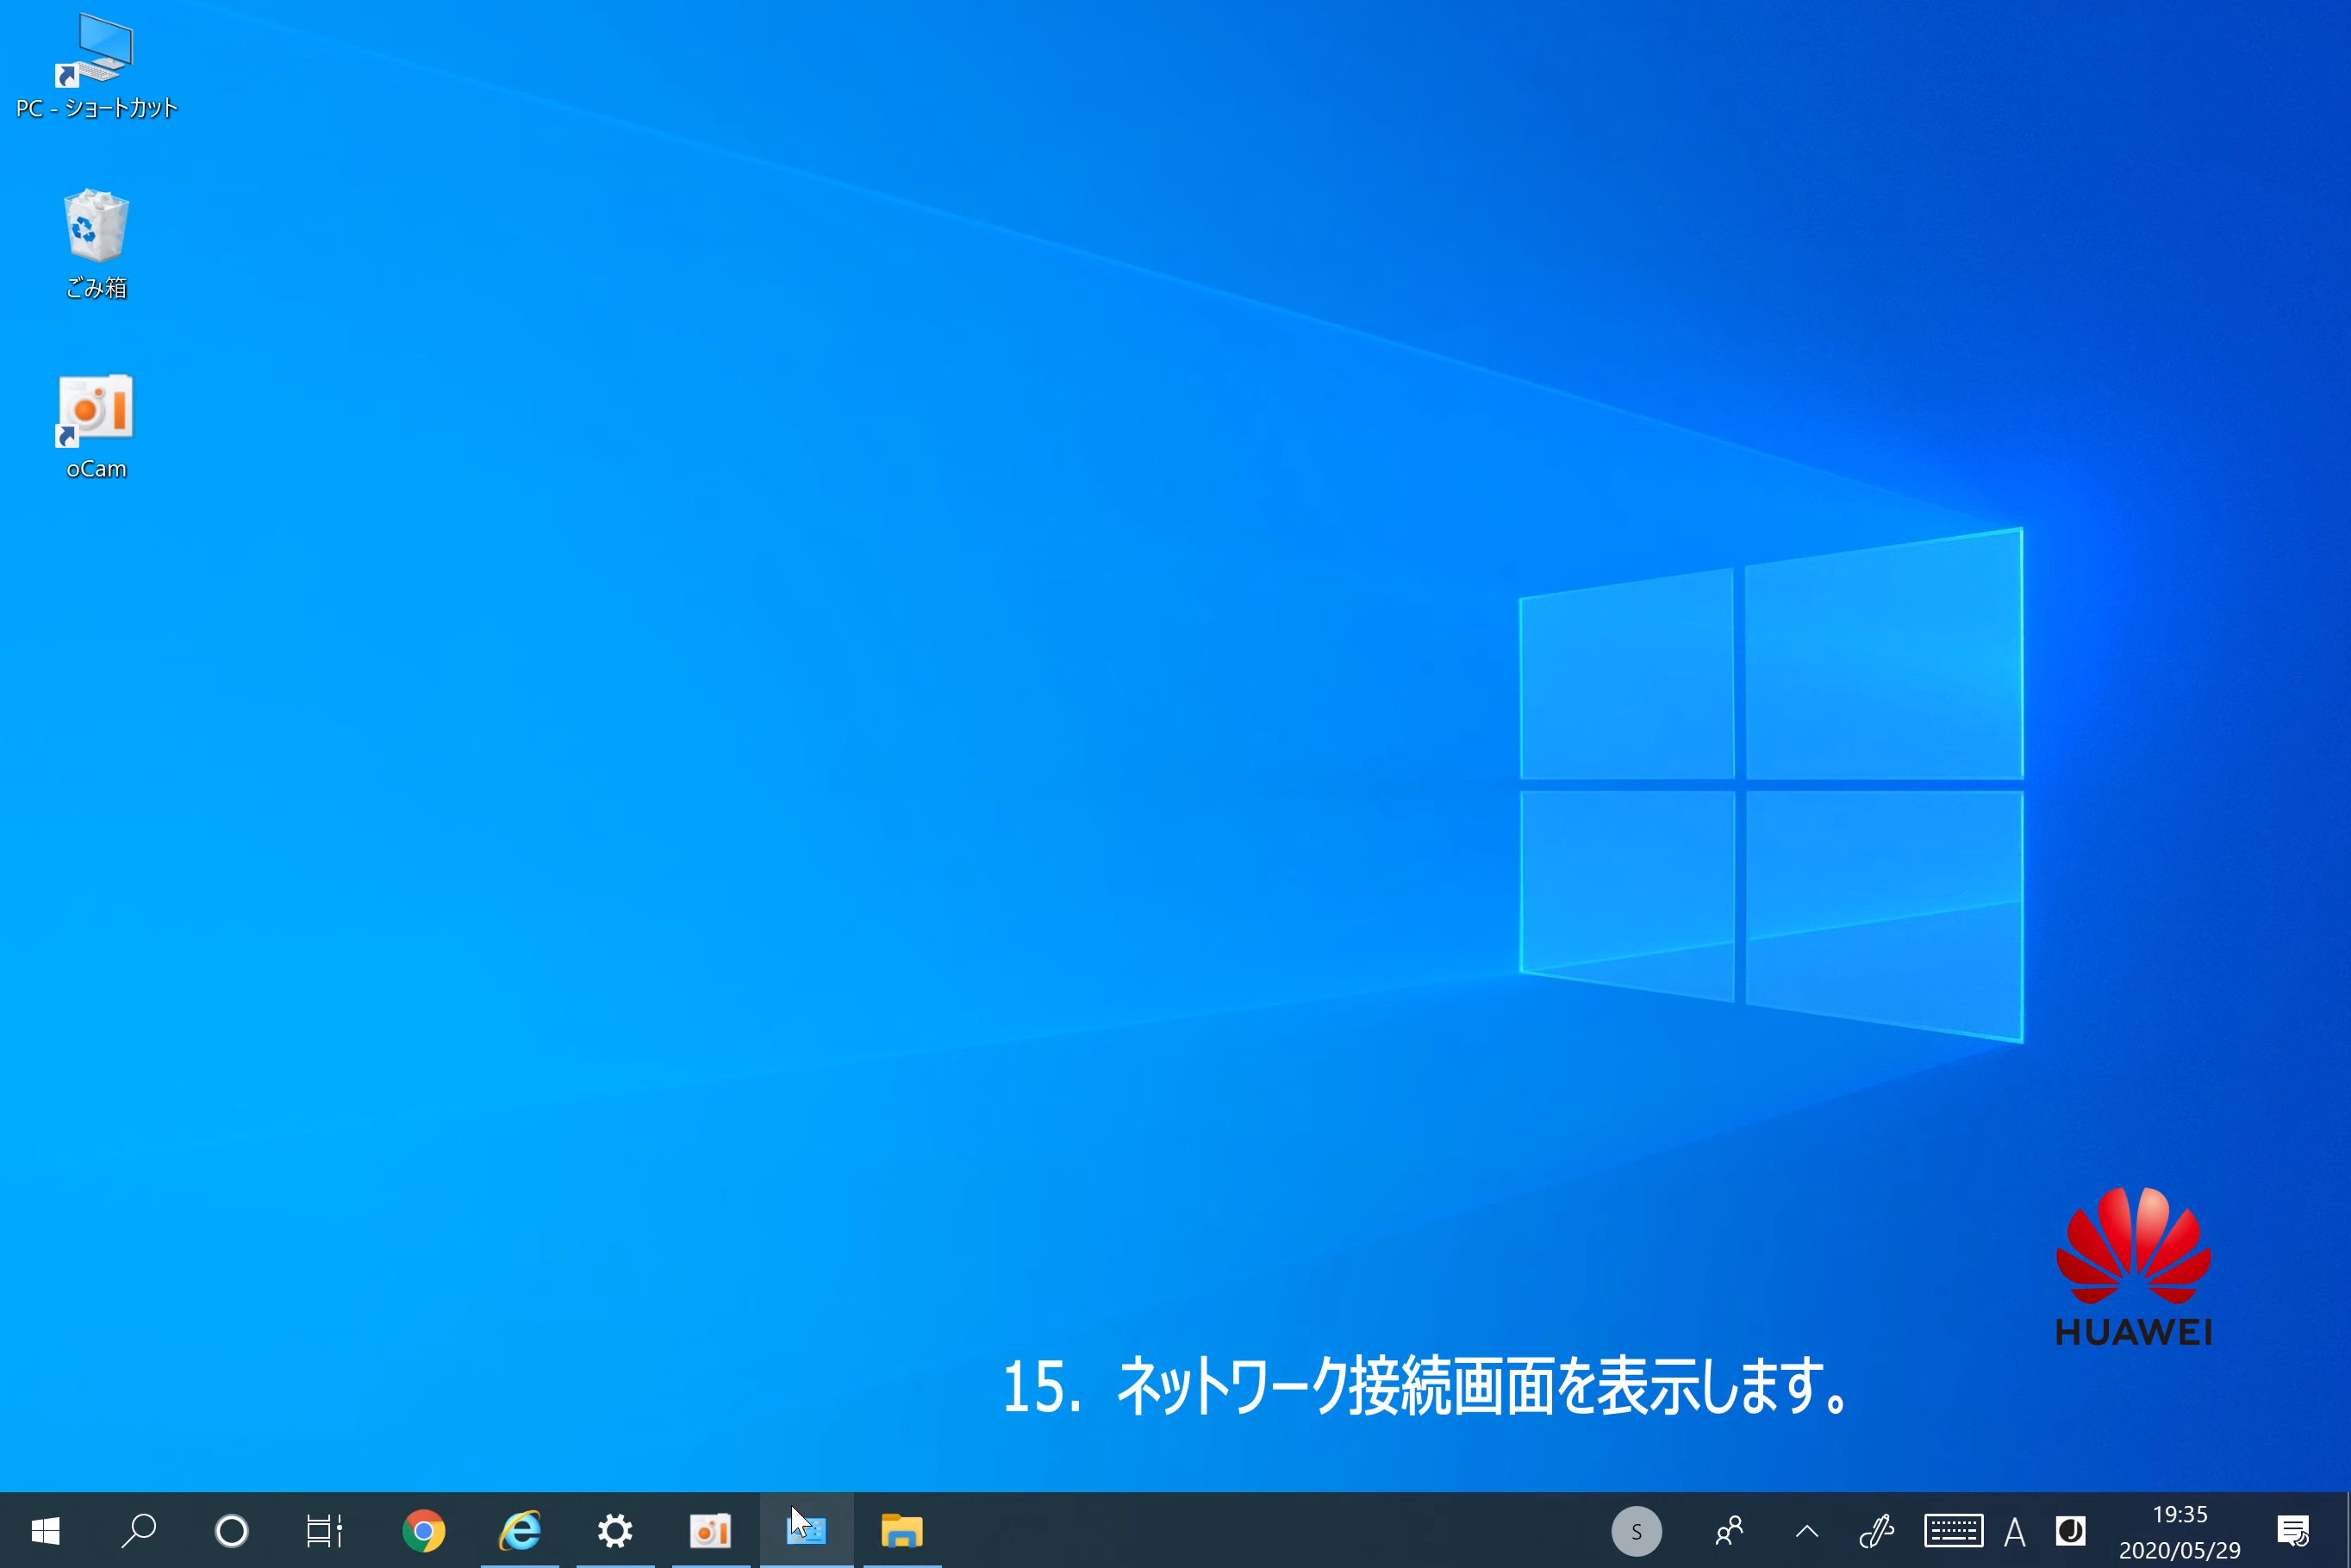 PC - ショートカット
ごみ箱
oCam
HUAWEI
15. ネットワーク接続画面を表示します。
S
A
J
19:35
2020/05/29